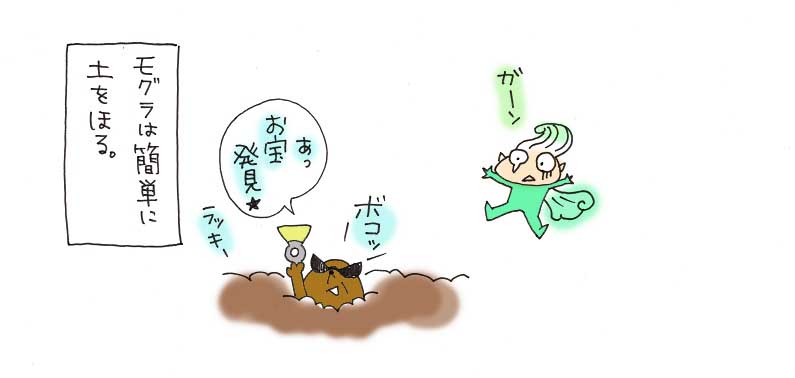 モグラは簡単に
土をほる。
あっ
お宝
発見★
ラッキー
ボコッ
ガーン